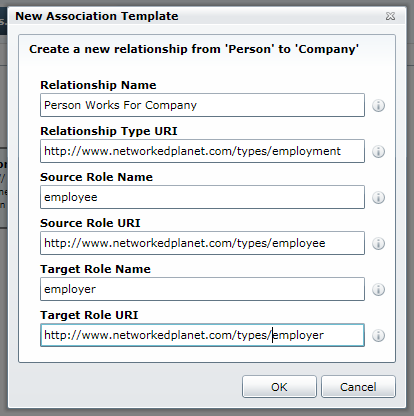 New Association Template
Create a new relationship from 'Person' to 'Company'
Relationship Name
Person Works For Company
Relationship Type URI
http://www.networkedplanet.com/types/employment
Source Role Name
employee
Source Role URI
http://www.networkedplanet.com/types/employee
Target Role Name
employer
Target Role URI
http://www.networkedplanet.com/types/employer
OK Cancel